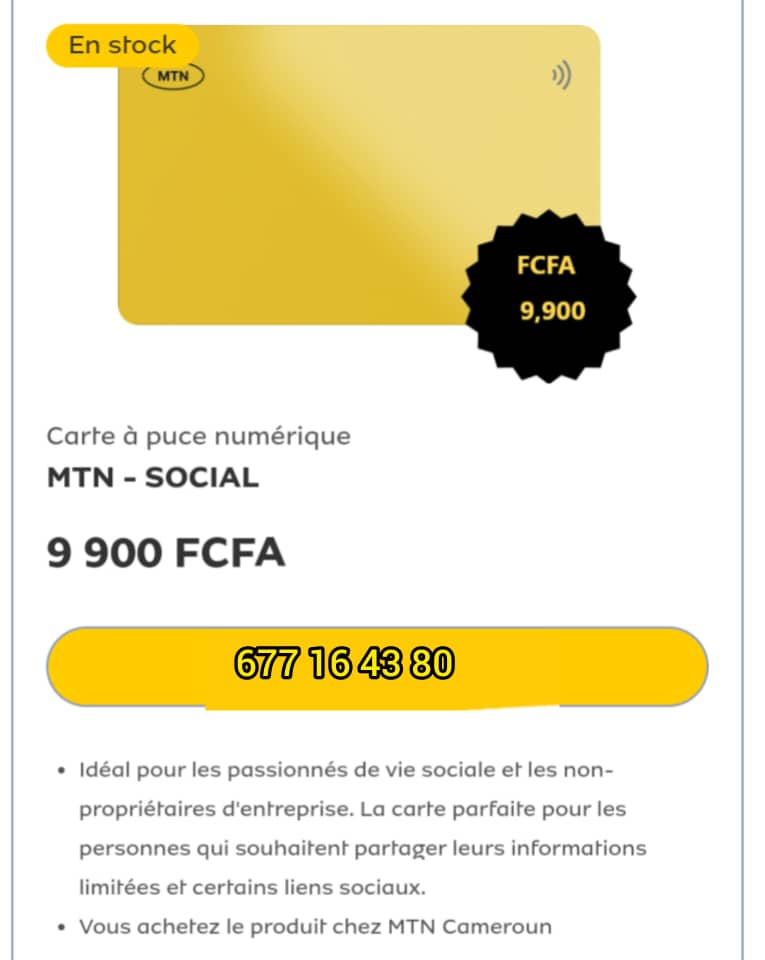 En stock
MTN
FCFA
9,900
Carte à puce numérique
MTN - SOCIAL
9 900 FCFA
677 16 43 80
• Idéal pour les passionnés de vie sociale et les non-
propriétaires d'entreprise. La carte parfaite pour les
personnes qui souhaitent partager leurs informations
limitées et certains liens sociaux.
• Vous achetez le produit chez MTN Cameroun